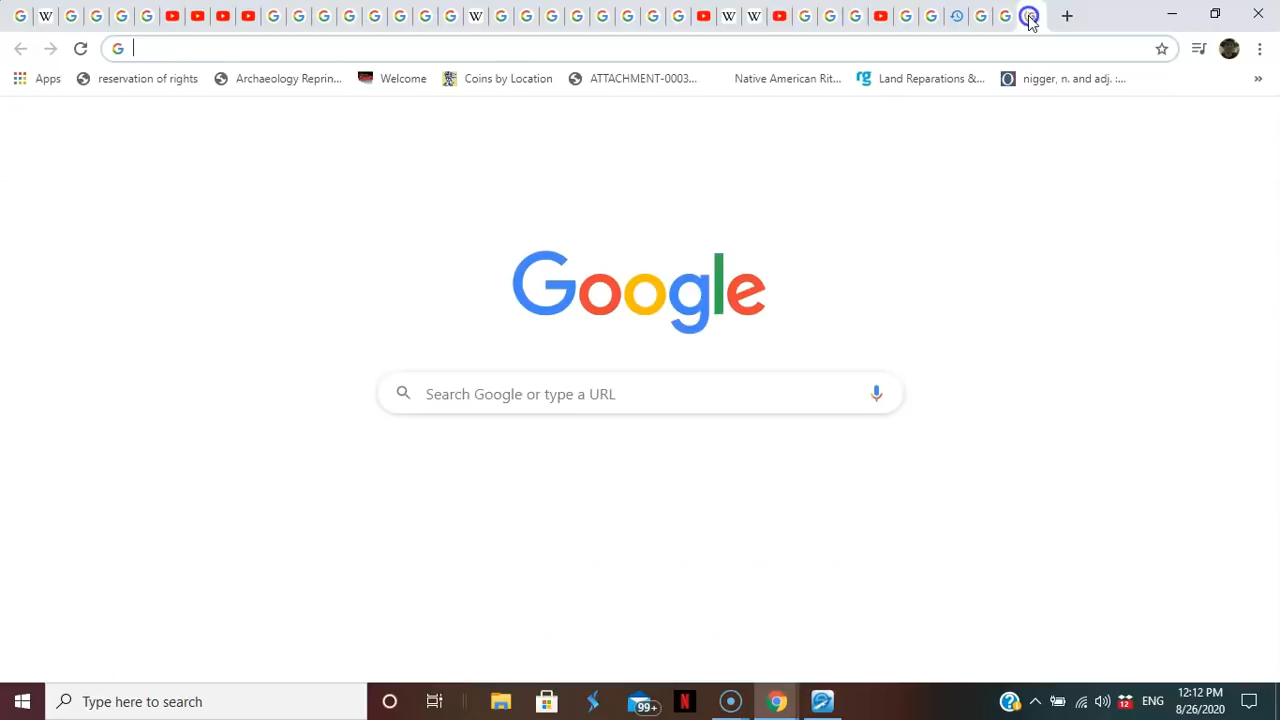 Apps reservation of rights Archaeology Reprin... Welcome Coins by Location ATTACHMENT-0003... Native American Rit... Land Reparations &... nigger, n. and adj. :... »
Google
Search Google or type a URL
Type here to search 99+ N 12 ENG 12:12 PM
8/26/2020